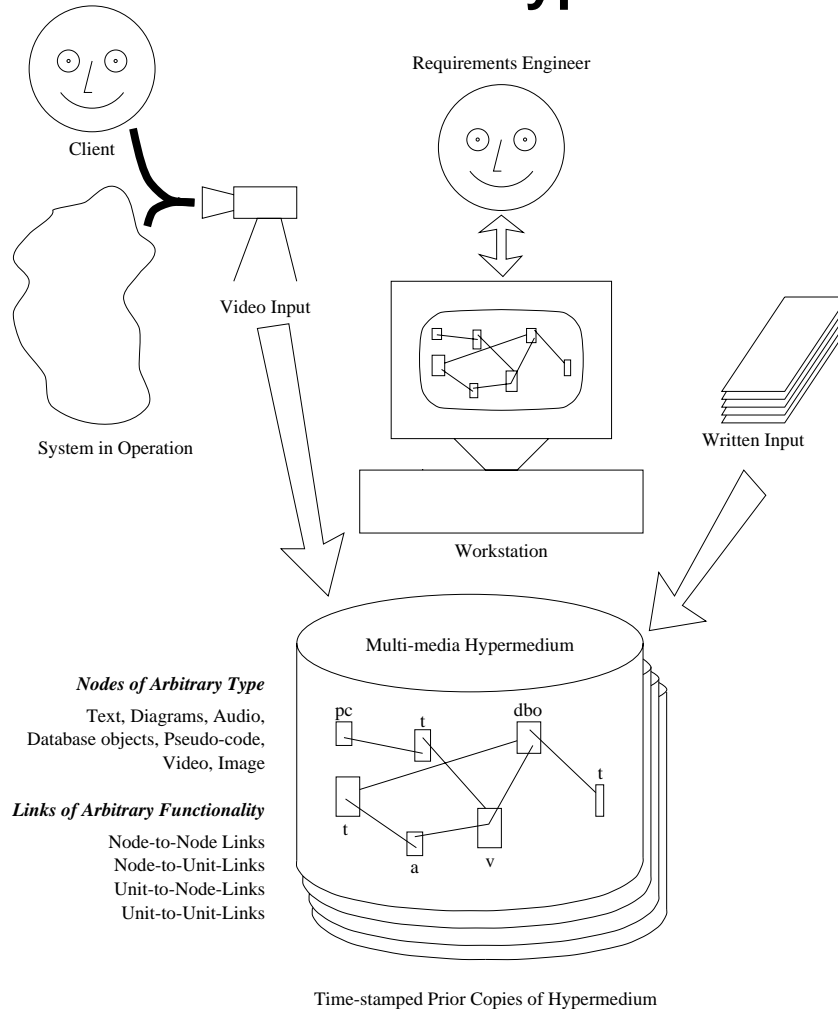 Requirements Engineer
Client
Video Input
System in Operation
Written Input
Workstation
Multi-media Hypermedium
Nodes of Arbitrary Type
Text, Diagrams, Audio,
Database objects, Pseudo-code,
Video, Image
Links of Arbitrary Functionality
Node-to-Node Links
Node-to-Unit-Links
Unit-to-Node-Links
Unit-to-Unit-Links
pc
t
dbo
t
t
a
v
Time-stamped Prior Copies of Hypermedium